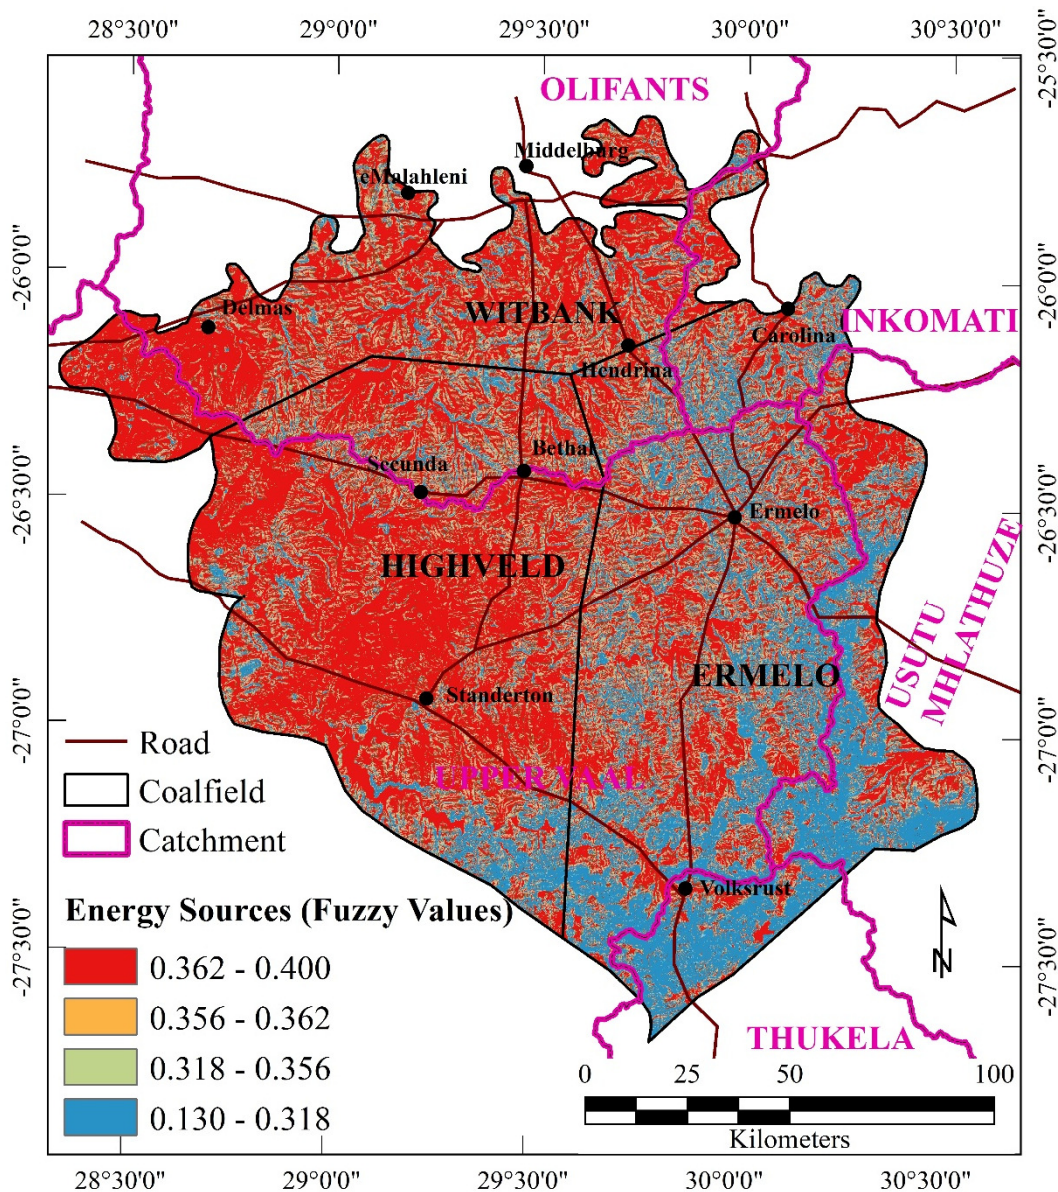 28°30'0" 29°0'0" 29°30'0" 30°0'0" 30°30'0"
-25°30'0"
OLIFANTS
Middelburg
eMalahleni
-26°0'0"
-26°0'0"
Delmas
WITBANK
Carolina
INKOMATI
Hendrina
Bethal
Secunda
-26°30'0"
Ermelo
-26°30'0"
HIGHVELD
USUTU
MHLATHUZE
ERMELO
Standerton
-27°0'0"
-27°0'0"
UPPER VAAL
Road
Coalfield
Catchment
Volksrust
Energy Sources (Fuzzy Values)
0.362 - 0.400
0.356 - 0.362
0.318 - 0.356
0.130 - 0.318
-27°30'0"
-27°30'0"
N
THUKELA
0 25 50 100
Kilometers
28°30'0" 29°0'0" 29°30'0" 30°0'0" 30°30'0"